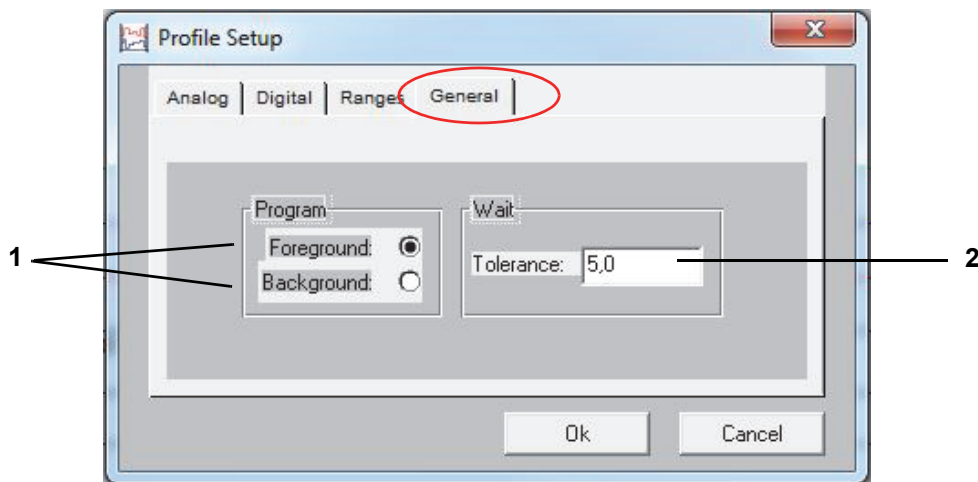 Profile Setup
Analog Digital Ranges General
Program
Foreground:
Background:
Wait
Tolerance: 5,0
1
2
Ok Cancel